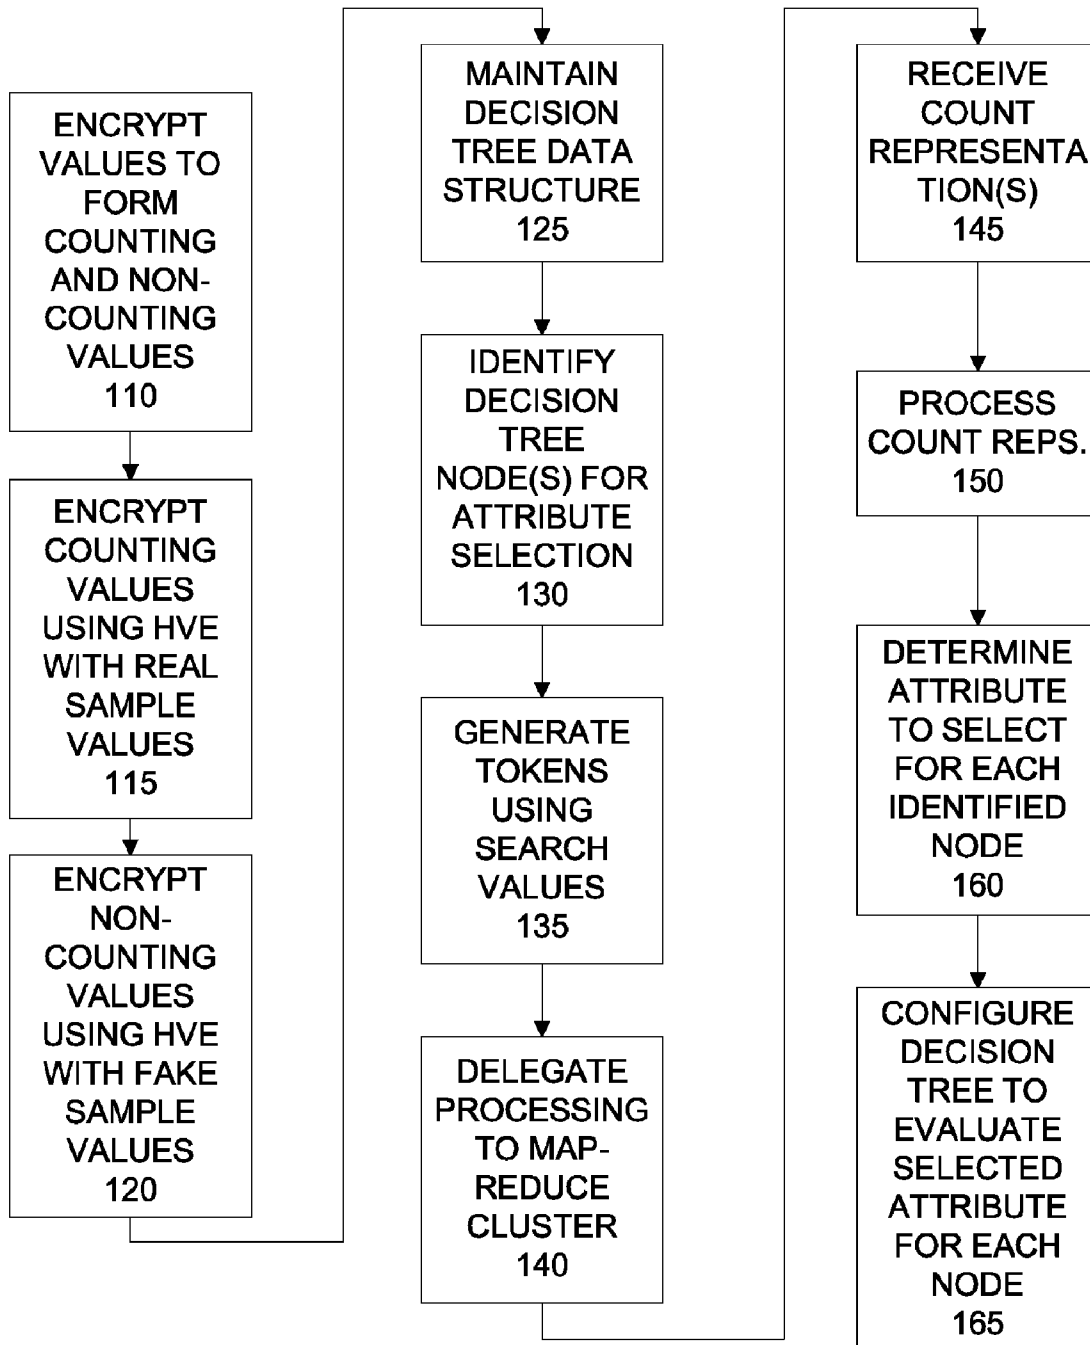 ENCRYPT
VALUES TO
FORM
COUNTING
AND NON-
COUNTING
VALUES
110
ENCRYPT
COUNTING
VALUES
USING HVE
WITH REAL
SAMPLE
VALUES
115
ENCRYPT
NON-
COUNTING
VALUES
USING HVE
WITH FAKE
SAMPLE
VALUES
120
MAINTAIN
DECISION
TREE DATA
STRUCTURE
125
IDENTIFY
DECISION
TREE
NODE(S) FOR
ATTRIBUTE
SELECTION
130
GENERATE
TOKENS
USING
SEARCH
VALUES
135
DELEGATE
PROCESSING
TO MAP-
REDUCE
CLUSTER
140
RECEIVE
COUNT
REPRESENTA
TION(S)
145
PROCESS
COUNT REPS.
150
DETERMINE
ATTRIBUTE
TO SELECT
FOR EACH
IDENTIFIED
NODE
160
CONFIGURE
DECISION
TREE TO
EVALUATE
SELECTED
ATTRIBUTE
FOR EACH
NODE
165